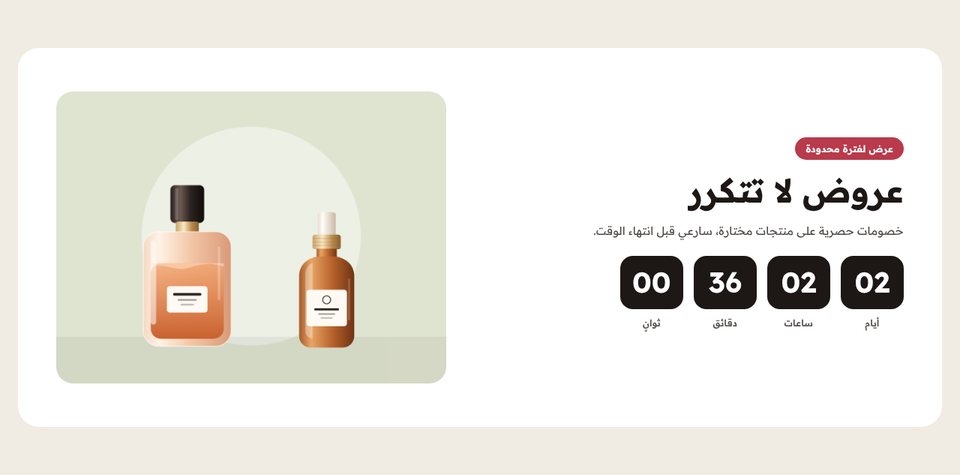 عرض لفترة محدودة
عروض لا تتكرر
خصومات حصرية على منتجات مختارة، سارعي قبل انتهاء الوقت.
02 02 36 00
أيام ساعات دقائق ثوانٍ